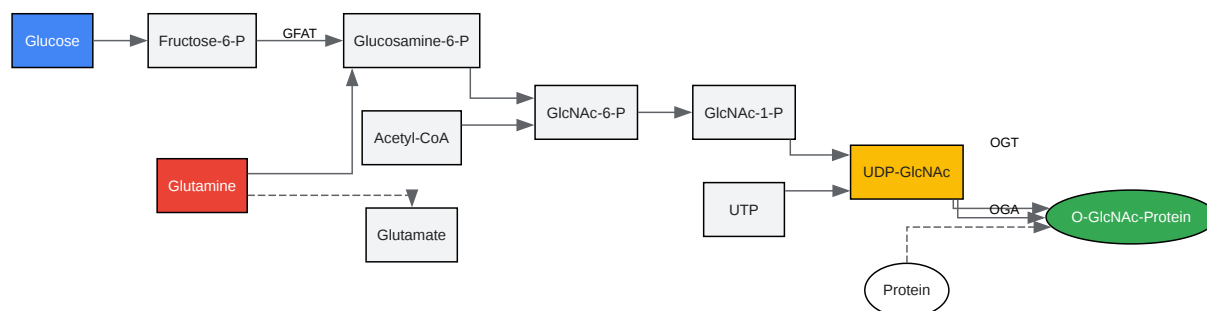 Glucose
Fructose-6-P
GFAT
Glucosamine-6-P
Acetyl-CoA
GlcNAc-6-P
GlcNAc-1-P
Glutamine
Glutamate
UTP
UDP-GlcNAc
OGT
OGA
O-GlcNAc-Protein
Protein